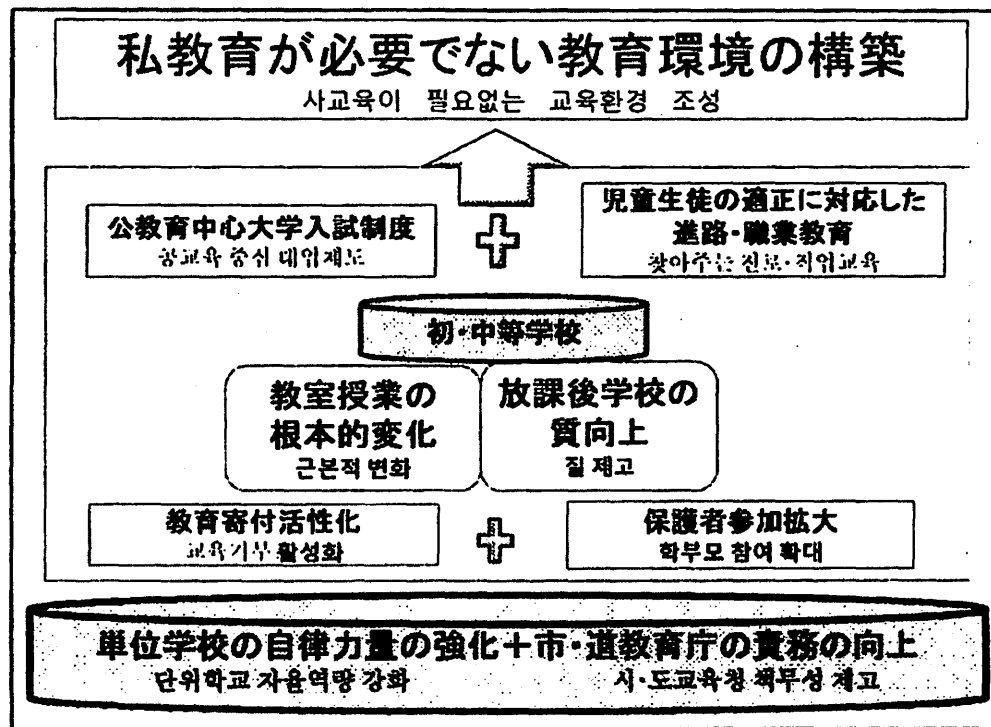 私教育が必要でない教育環境の構築
사교육이 필요없는 교육환경 조성
公教育中心大学入試制度
공교육 중심 대입제도
児童生徒の適正に対応した
進路・職業教育
찾아주는 진로·직업교육
初・中等学校
教室授業の
根本的変化
근본적 변화
放課後学校の
質向上
질 제고
教育寄付活性化
교육기부 활성화
保護者参加拡大
학부모 참여 확대
単位学校の自律力量の強化＋市・道教育庁の責務の向上
단위학교 자율역량 강화 시·도교육청 책무성 제고